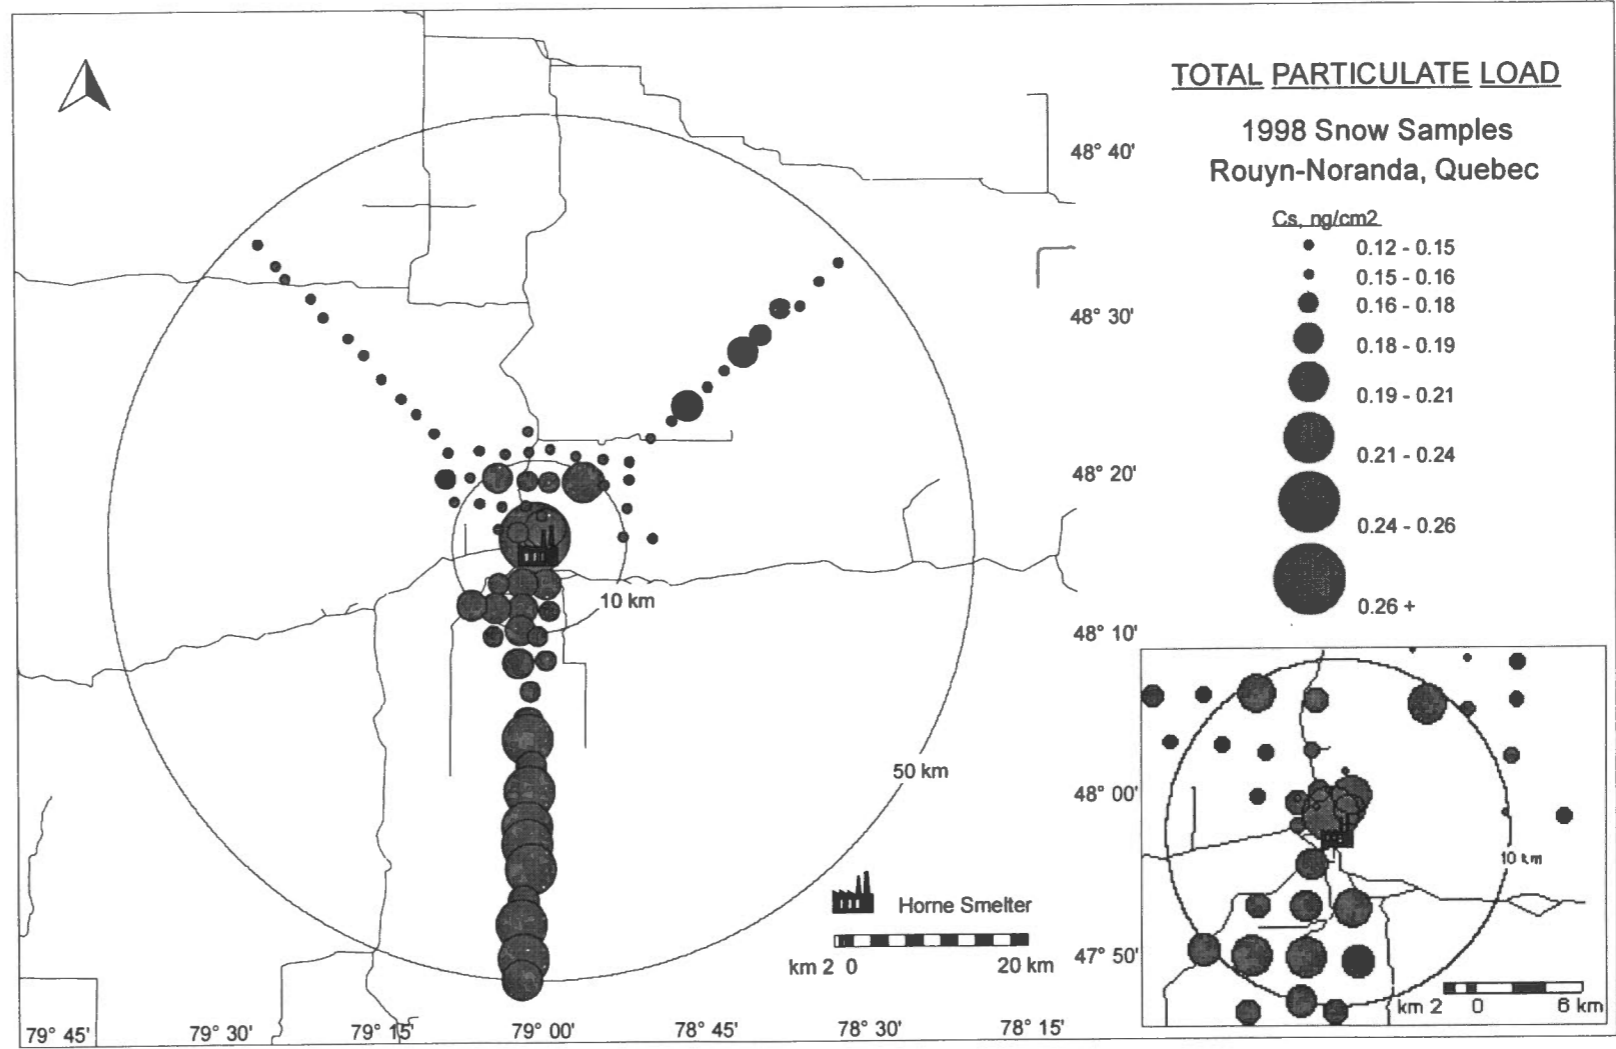 TOTAL PARTICULATE LOAD
1998 Snow Samples
Rouyn-Noranda, Quebec
Cs, ng/cm2
0.12 - 0.15
0.15 - 0.16
0.16 - 0.18
0.18 - 0.19
0.19 - 0.21
0.21 - 0.24
0.24 - 0.26
0.26 +
48° 40'
48° 30'
48° 20'
48° 10'
48° 00'
47° 50'
10 km
50 km
Horne Smelter
km 2 0 20 km
79° 45' 79° 30' 79° 15' 79° 00' 78° 45' 78° 30' 78° 15'
10 km
km 2 0 6 km